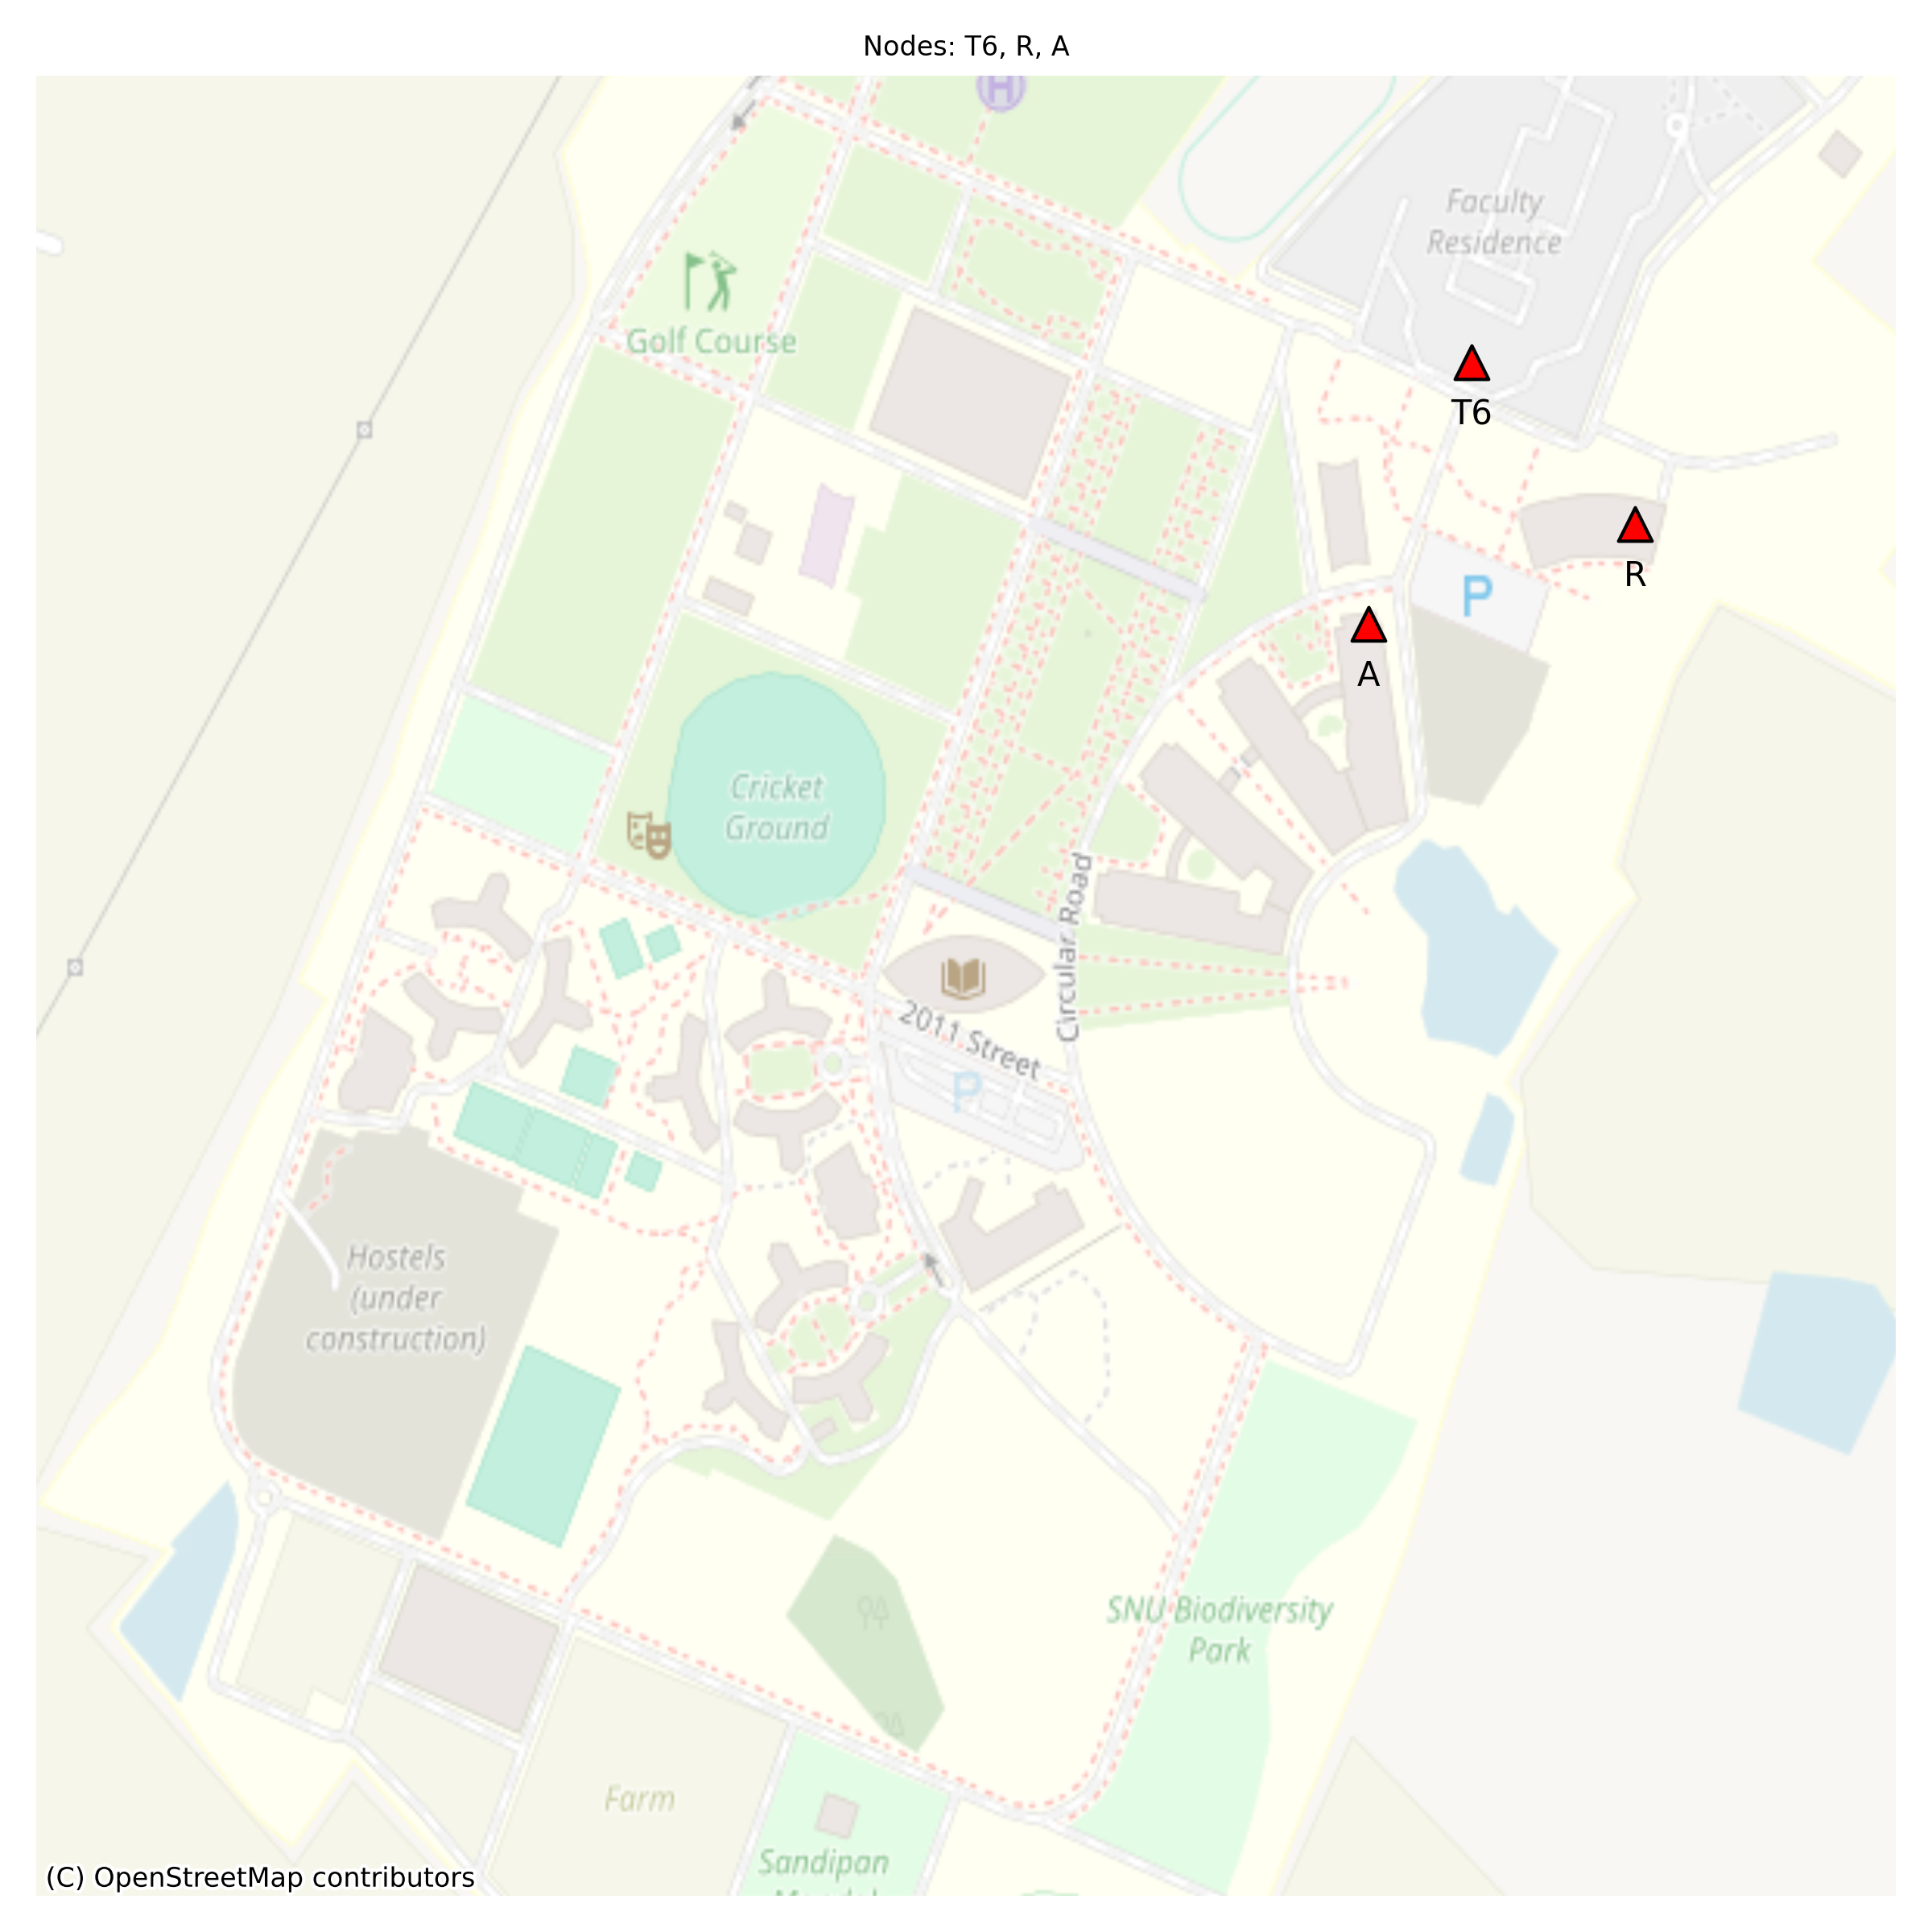 Nodes: T6, R, A
H
Faculty
Residence
Golf Course
T6
R
P
A
Cricket
Ground
Circular Road
2011 Street
P
Hostels
(under
construction)
SNU Biodiversity
Park
Farm
Sandipan
(C) OpenStreetMap contributors